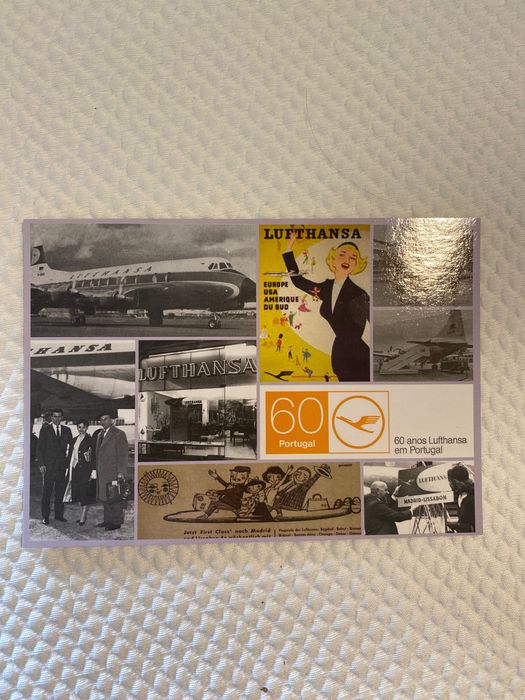 LUFTHANSA
LUFTHANSA
EUROPE
USA
AMERIQUE
DU SUD
HANSA
LUFTHANSA
LUFTHANSA
60
Portugal
60 anos Lufthansa
em Portugal
Jetzt „First Class" nach Madrid
LUFTHANSA
MADRID-LISSABON